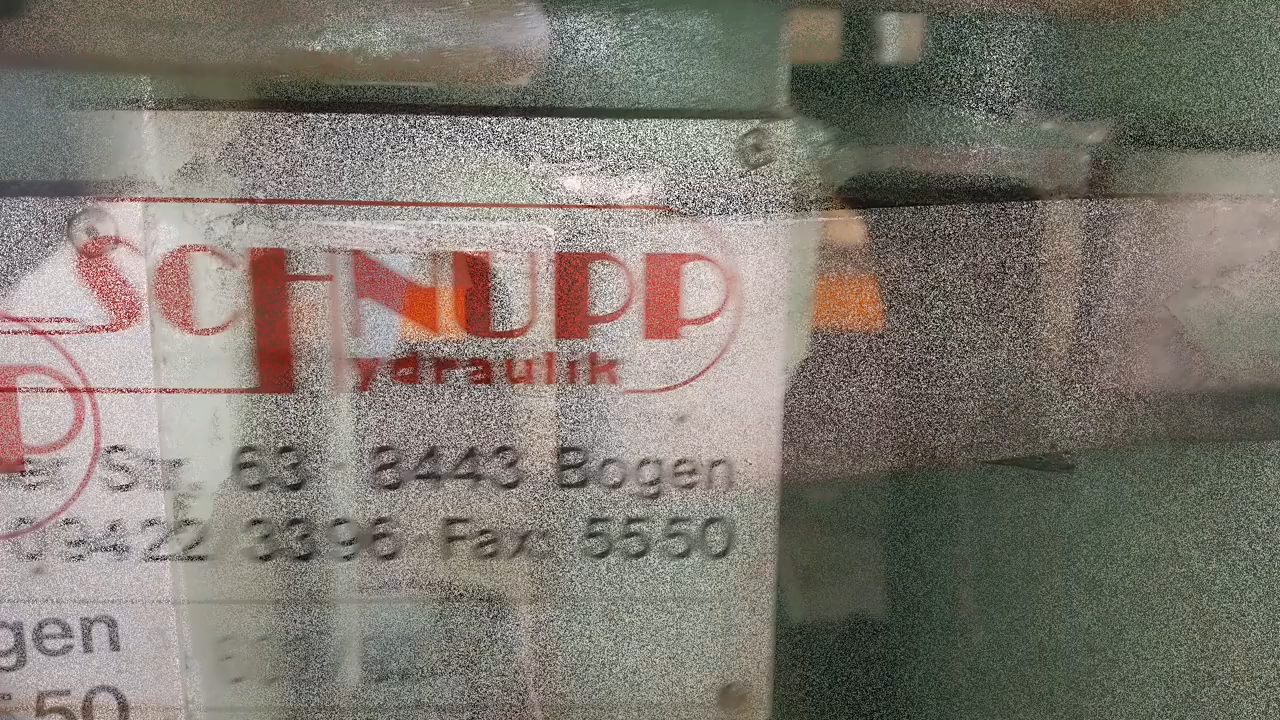 SCHNUPP
Hydraulik
Str. 63 - 8443 Bogen
09422 3396 Fax: 5550
P
gen
50